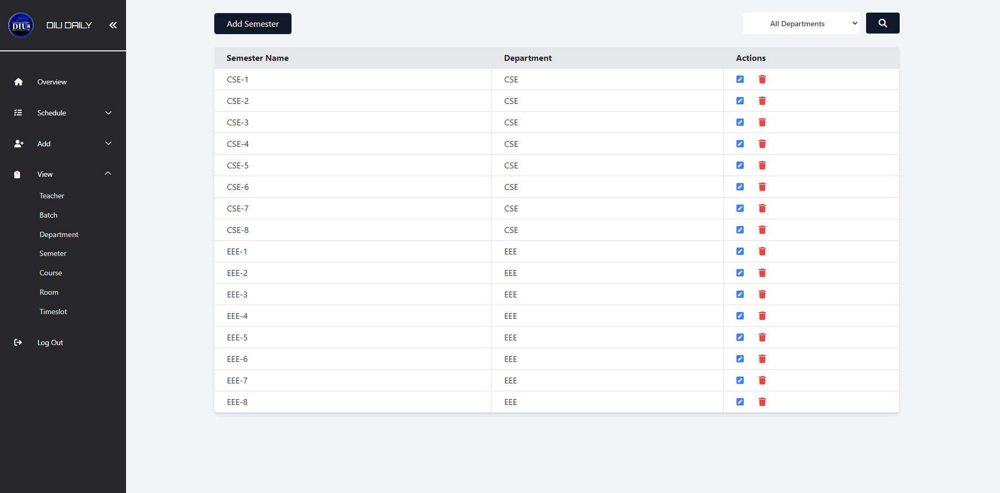 DIU
DIU DAILY
Overview
Schedule
Add
View
Teacher
Batch
Department
Semeter
Course
Room
Timeslot
Log Out
Add Semester
All Departments
Semester Name Department Actions
CSE-1 CSE
CSE-2 CSE
CSE-3 CSE
CSE-4 CSE
CSE-5 CSE
CSE-6 CSE
CSE-7 CSE
CSE-8 CSE
EEE-1 EEE
EEE-2 EEE
EEE-3 EEE
EEE-4 EEE
EEE-5 EEE
EEE-6 EEE
EEE-7 EEE
EEE-8 EEE